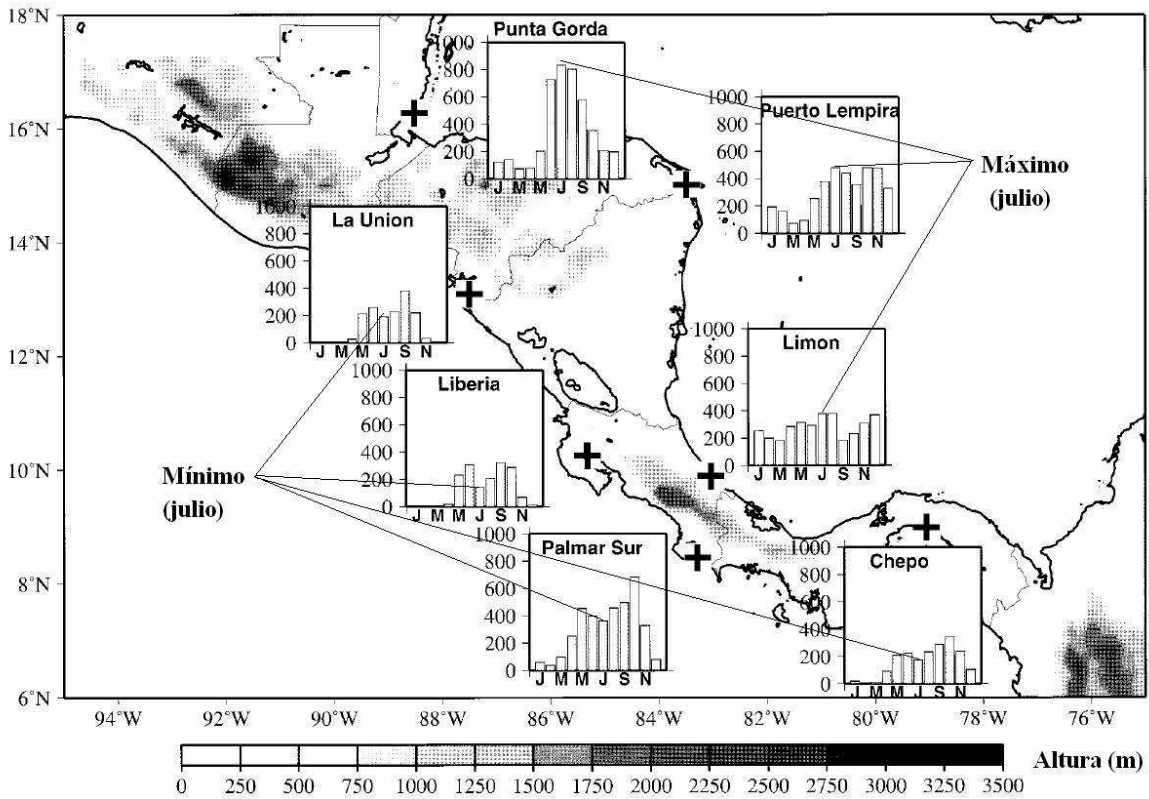 18°N
16°N
14°N
12°N
10°N
8°N
6°N
94°W 92°W 90°W 88°W 86°W 84°W 82°W 80°W 78°W 76°W
Punta Gorda
1000
800
600
400
200
0
J M M J S N
Puerto Lempira
1000
800
600
400
200
0
J M M J S N
Máximo
(julio)
La Union
1000
800
600
400
200
0
J M M J S N
Limon
1000
800
600
400
200
0
J M M J S N
Liberia
1000
800
600
400
200
0
J M M J S N
Mínimo
(julio)
Palmar Sur
1000
800
600
400
200
0
J M M J S N
Chepo
1000
800
600
400
200
0
J M M J S N
Altura (m)
0 250 500 750 1000 1250 1500 1750 2000 2250 2500 2750 3000 3250 3500